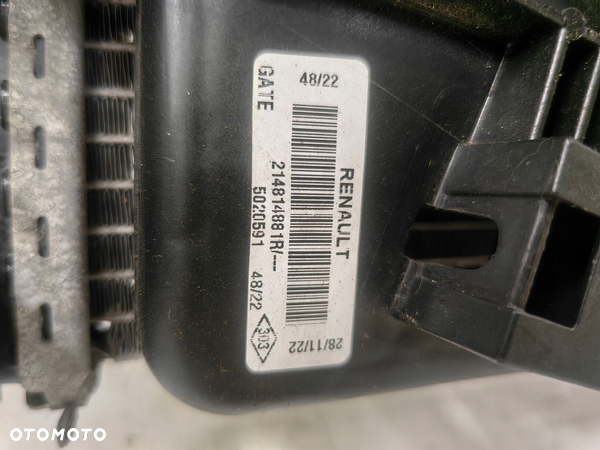 RENAULT
48/22
28/11/22
214814881R/---
GATE
5020591
48/22
303
OTOMOTO